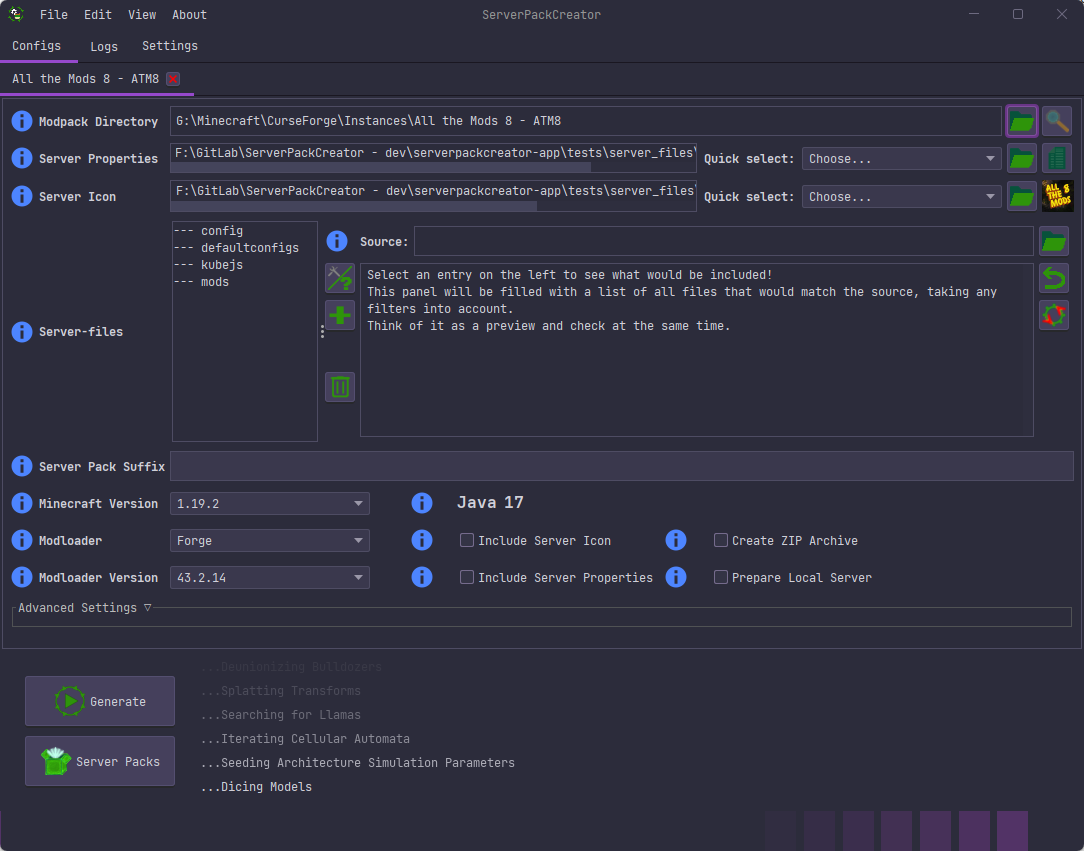 File Edit View About
ServerPackCreator
Configs Logs Settings
All the Mods 8 - ATM8
Modpack Directory G:\Minecraft\CurseForge\Instances\All the Mods 8 - ATM8
Server Properties F:\GitLab\ServerPackCreator - dev\serverpackcreator-app\tests\server_files\ Quick select: Choose...
Server Icon F:\GitLab\ServerPackCreator - dev\serverpackcreator-app\tests\server_files\ Quick select: Choose...
ALL 8 THE MODS
Server-files
--- config
--- defaultconfigs
--- kubejs
--- mods
Source:
Select an entry on the left to see what would be included!
This panel will be filled with a list of all files that would match the source, taking any
filters into account.
Think of it as a preview and check at the same time.
Server Pack Suffix
Minecraft Version 1.19.2 Java 17
Modloader Forge Include Server Icon Create ZIP Archive
Modloader Version 43.2.14 Include Server Properties Prepare Local Server
Advanced Settings ▽
Generate
Server Packs
...Deunionizing Bulldozers
...Splatting Transforms
...Searching for Llamas
...Iterating Cellular Automata
...Seeding Architecture Simulation Parameters
...Dicing Models